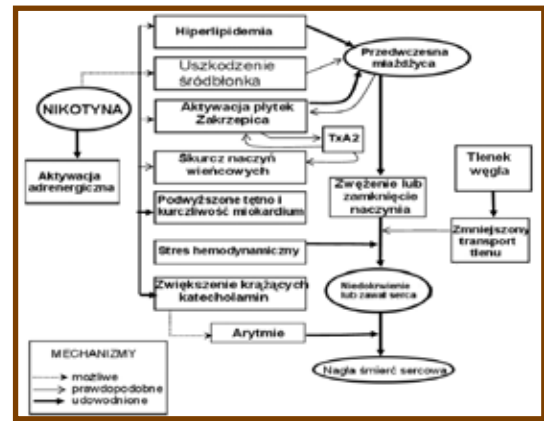 Hiperlipidemia
Przedwczesna
miażdżyca
Uszkodzenie
śródbłonka
NIKOTYNA
Aktywacja płytek
Zakrzepica
TxA2
Aktywacja
adrenergiczna
Skurcz naczyń
wieńcowych
Tlenek
węgla
Podwyższone tętno i
kurczliwość miokardium
Zwężenie lub
zamknięcie
naczynia
Zmniejszony
transport
tlenu
Stres hemodynamiczny
Zwiększenie krążących
katecholamin
Niedokrwienie
lub zawał serca
Arytmie
Nagła śmierć sercowa
MECHANIZMY
możliwe
prawdopodobne
udowodnione